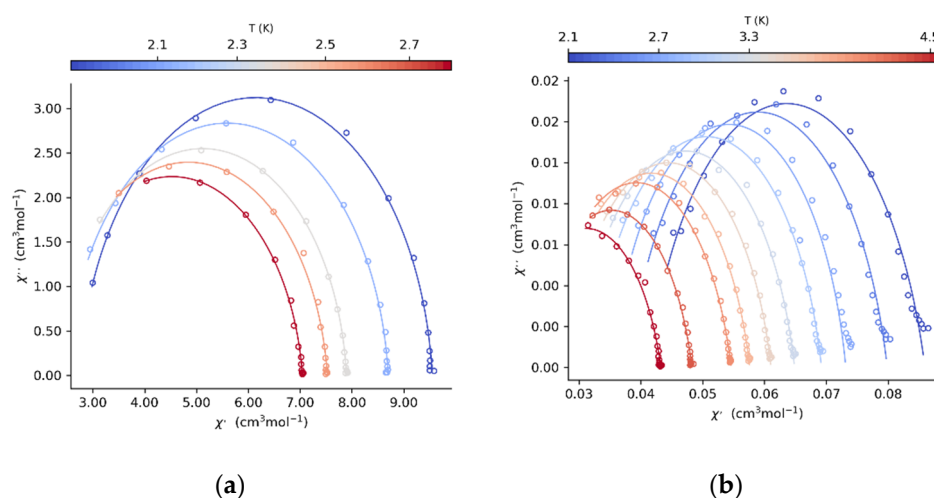 T (K)
2.1 2.3 2.5 2.7
3.00
2.50
2.00
1.50
1.00
0.50
0.00
χ'' (cm³mol⁻¹)
3.00 4.00 5.00 6.00 7.00 8.00 9.00
χ' (cm³mol⁻¹)
(a)
T (K)
2.1 2.7 3.3 4.5
0.02
0.02
0.01
0.01
0.01
0.00
0.00
0.00
χ'' (cm³mol⁻¹)
0.03 0.04 0.05 0.06 0.07 0.08
χ' (cm³mol⁻¹)
(b)